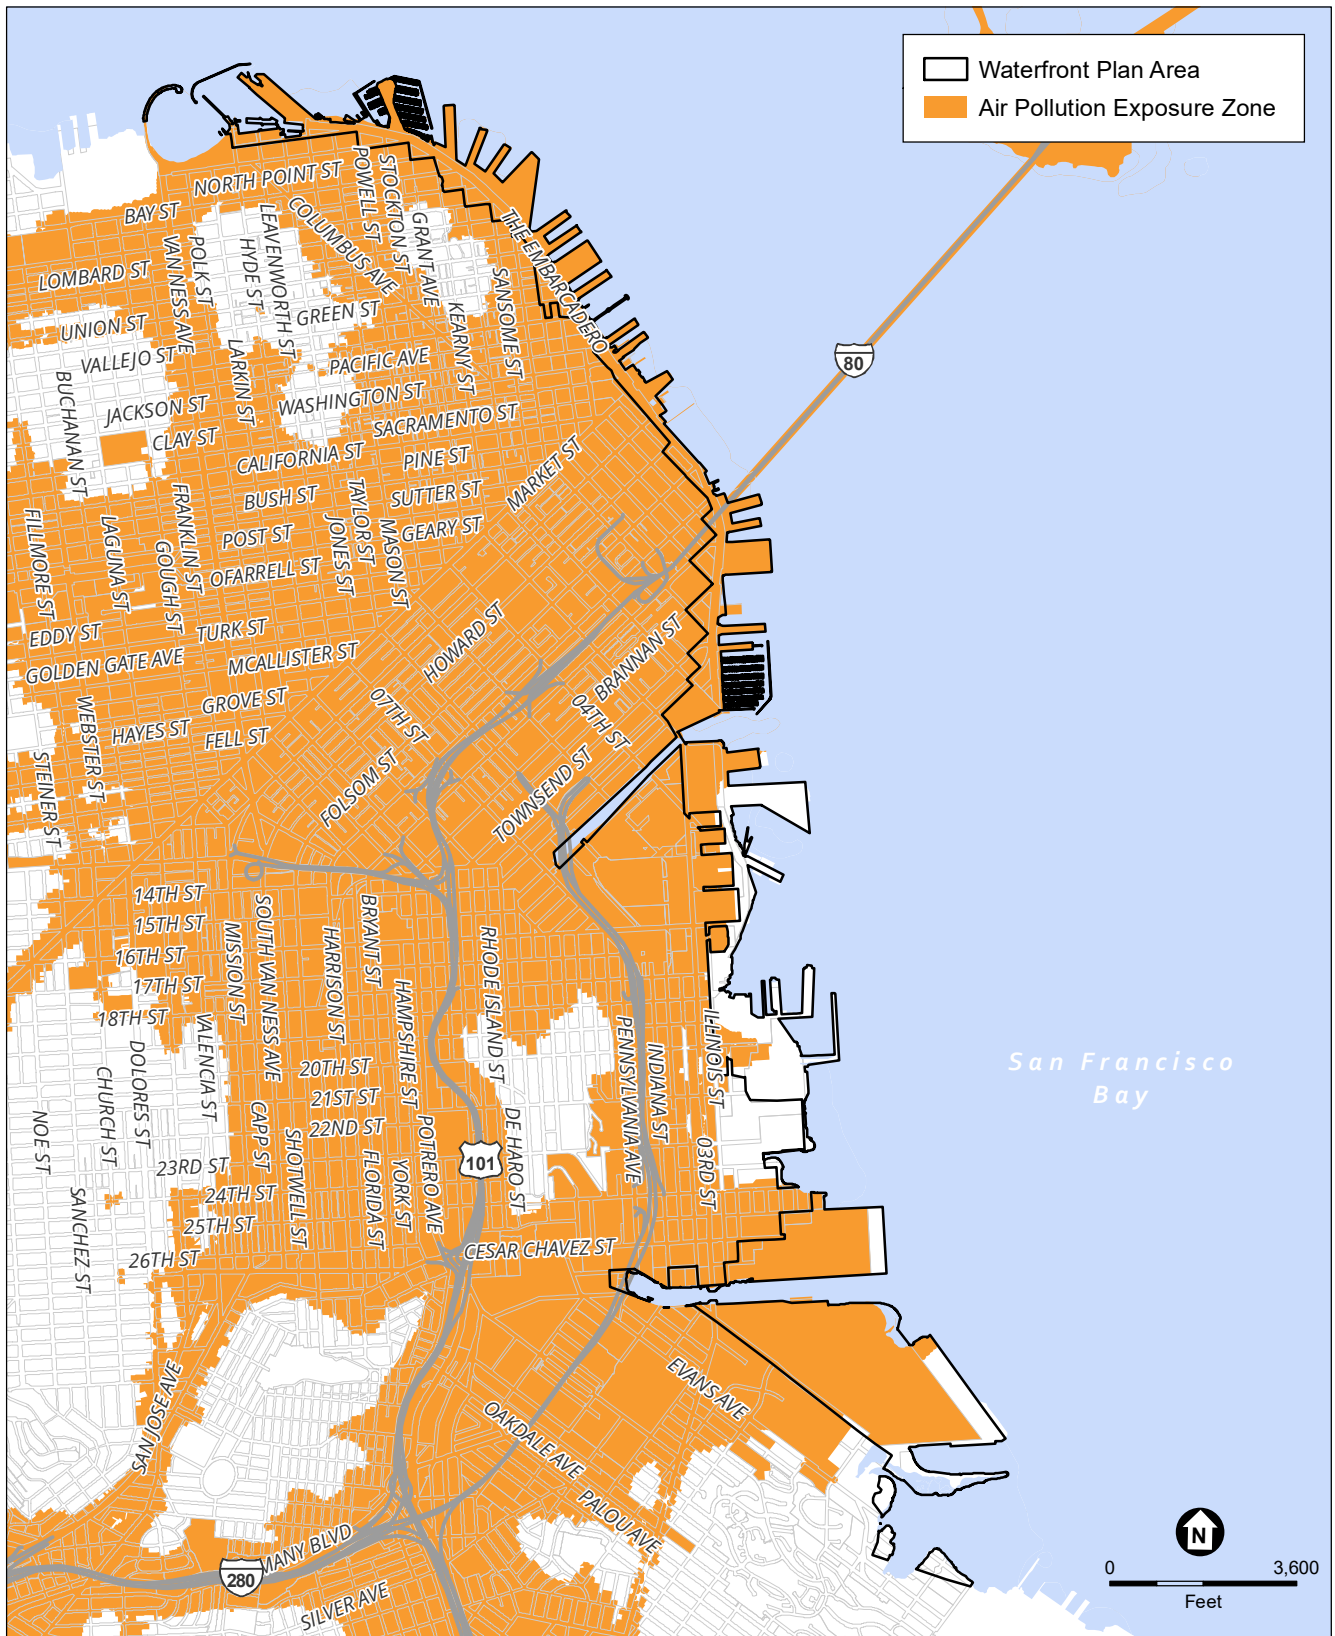 Waterfront Plan Area
Air Pollution Exposure Zone
NORTH POINT ST
POWELL ST
STOCKTON ST
BAY ST
LEAVENWORTH ST
COLUMBUS AVE
GRANT AVE
THE EMBARCADERO
VAN NESS AVE
POLK ST
HYDE ST
LOMBARD ST
SANSOME ST
KEARNY ST
GREEN ST
UNION ST
VALLEJO ST
LARKIN ST
PACIFIC AVE
80
BUCHANAN ST
WASHINGTON ST
JACKSON ST
SACRAMENTO ST
CLAY ST
CALIFORNIA ST
PINE ST
MARKET ST
FRANKLIN ST
BUSH ST
TAYLOR ST
SUTTER ST
FILLMORE ST
LAGUNA ST
GOUGH ST
POST ST
JONES ST
MASON ST
GEARY ST
OFARRELL ST
EDDY ST
TURK ST
HOWARD ST
BRANNAN ST
GOLDEN GATE AVE
MCALLISTER ST
WEBSTER ST
GROVE ST
07TH ST
04TH ST
HAYES ST
FELL ST
STEINER ST
FOLSOM ST
TOWNSEND ST
14TH ST
SOUTH VAN NESS AVE
BRYANT ST
15TH ST
MISSION ST
HARRISON ST
RHODE ISLAND ST
16TH ST
17TH ST
HAMPSHIRE ST
18TH ST
VALENCIA ST
ILLINOIS ST
PENNSYLVANIA AVE
INDIANA ST
San Francisco
Bay
DOLORES ST
CHURCH ST
20TH ST
21ST ST
NOE ST
CAPP ST
22ND ST
POTRERO AVE
DE HARO ST
SHOTWELL ST
03RD ST
23RD ST
101
FLORIDA ST
YORK ST
24TH ST
SANCHEZ ST
25TH ST
26TH ST
CESAR CHAVEZ ST
EVANS AVE
SAN JOSE AVE
OAKDALE AVE
PALOU AVE
MANY BLVD
280
SILVER AVE
N
0
3,600
Feet